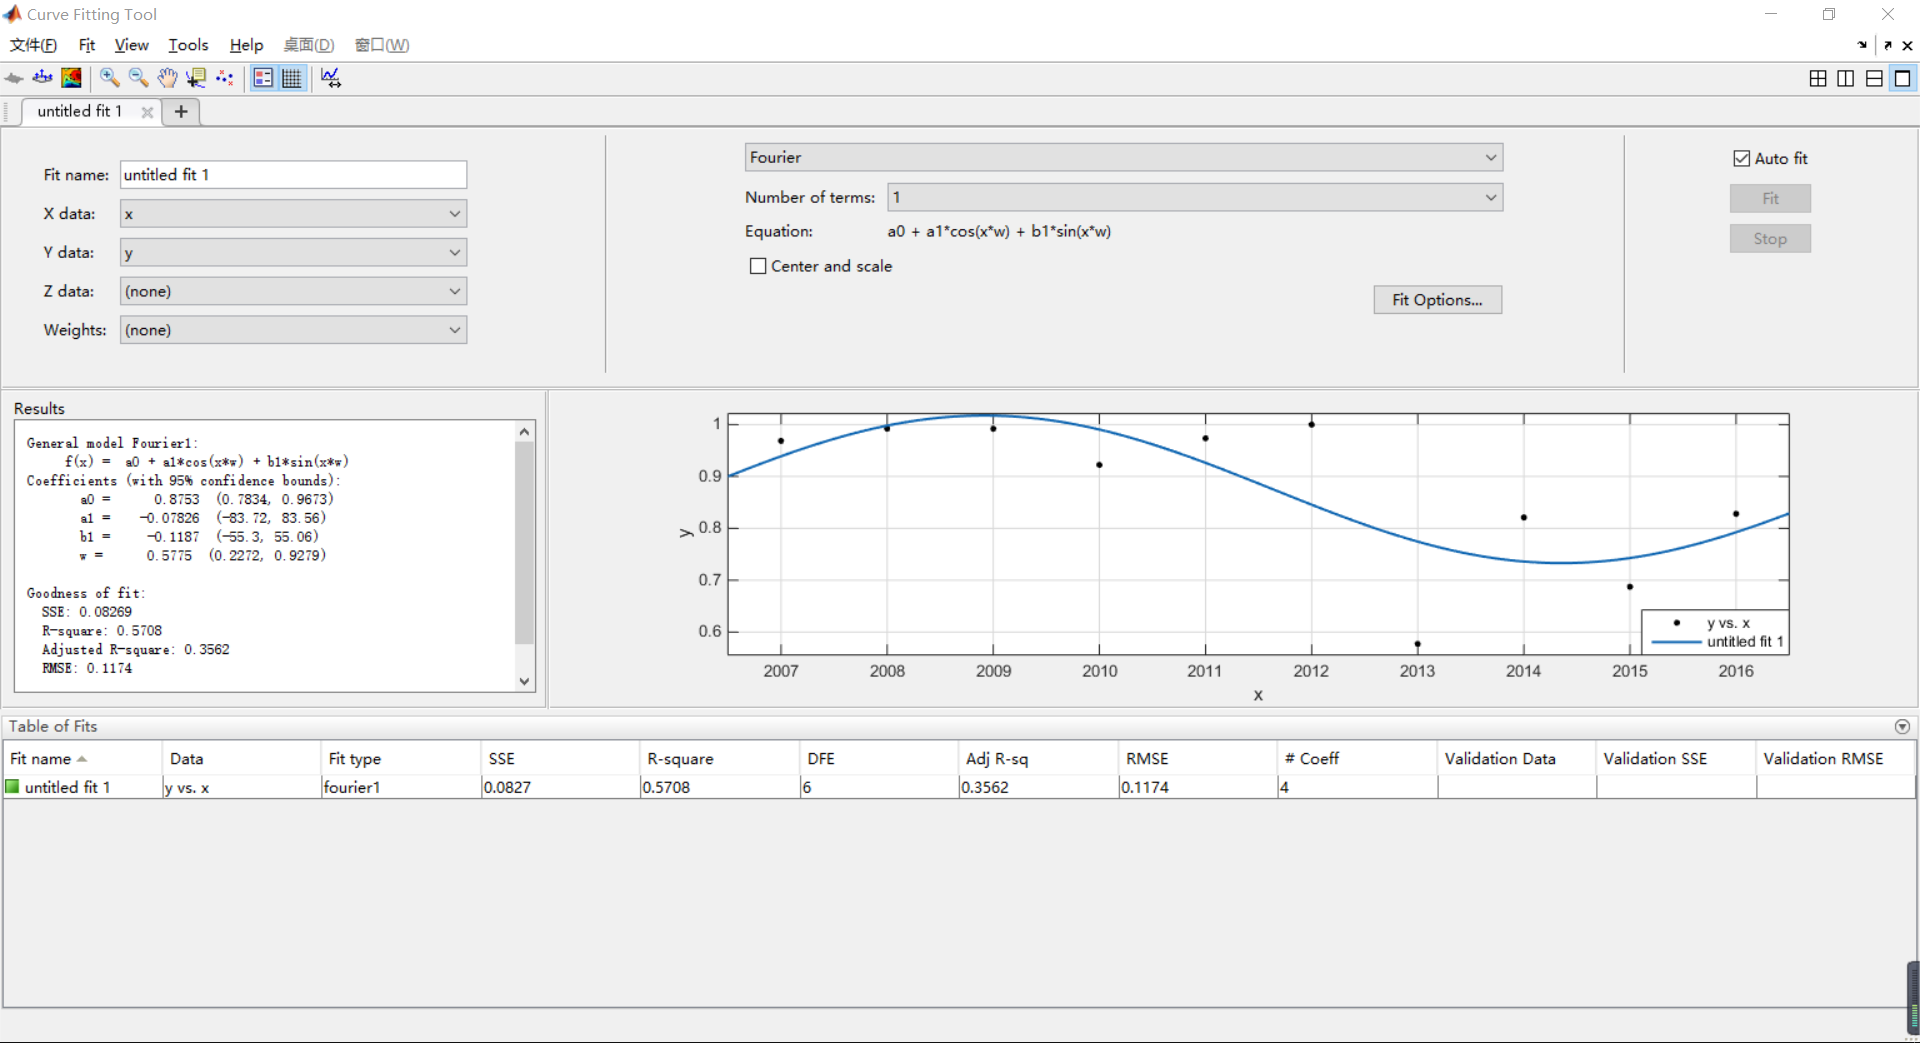 Curve Fitting Tool
文件(F) Fit View Tools Help 桌面(D) 窗口(W)
untitled fit 1
Fit name: untitled fit 1
X data: x
Y data: y
Z data: (none)
Weights: (none)
Fourier
Number of terms: 1
Equation: a0 + a1*cos(x*w) + b1*sin(x*w)
Center and scale
Fit Options...
Auto fit
Fit
Stop
Results
General model Fourier1:
f(x) = a0 + a1*cos(x*w) + b1*sin(x*w)
Coefficients (with 95% confidence bounds):
a0 = 0.8753 (0.7834, 0.9673)
a1 = -0.07826 (-83.72, 83.56)
b1 = -0.1187 (-55.3, 55.06)
w = 0.5775 (0.2272, 0.9279)
Goodness of fit:
SSE: 0.08269
R-square: 0.5708
Adjusted R-square: 0.3562
RMSE: 0.1174
1
0.9
0.8
0.7
0.6
y
2007 2008 2009 2010 2011 2012 2013 2014 2015 2016
x
y vs. x
untitled fit 1
Table of Fits
Fit name Data Fit type SSE R-square DFE Adj R-sq RMSE # Coeff Validation Data Validation SSE Validation RMSE
untitled fit 1 y vs. x fourier1 0.0827 0.5708 6 0.3562 0.1174 4